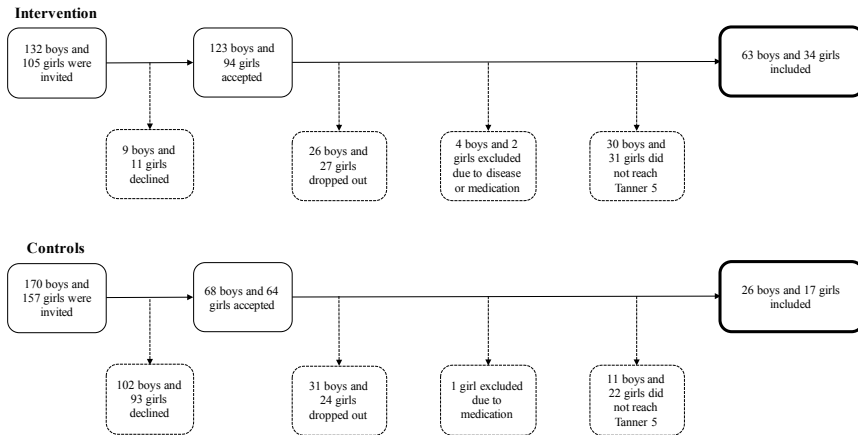 Intervention
132 boys and
105 girls were
invited
123 boys and
94 girls
accepted
63 boys and 34 girls
included
9 boys and
11 girls
declined
26 boys and
27 girls
dropped out
4 boys and 2
girls excluded
due to disease
or medication
30 boys and
31 girls did
not reach
Tanner 5
Controls
170 boys and
157 girls were
invited
68 boys and 64
girls accepted
26 boys and 17 girls
included
102 boys and
93 girls
declined
31 boys and
24 girls
dropped out
1 girl excluded
due to
medication
11 boys and
22 girls did
not reach
Tanner 5